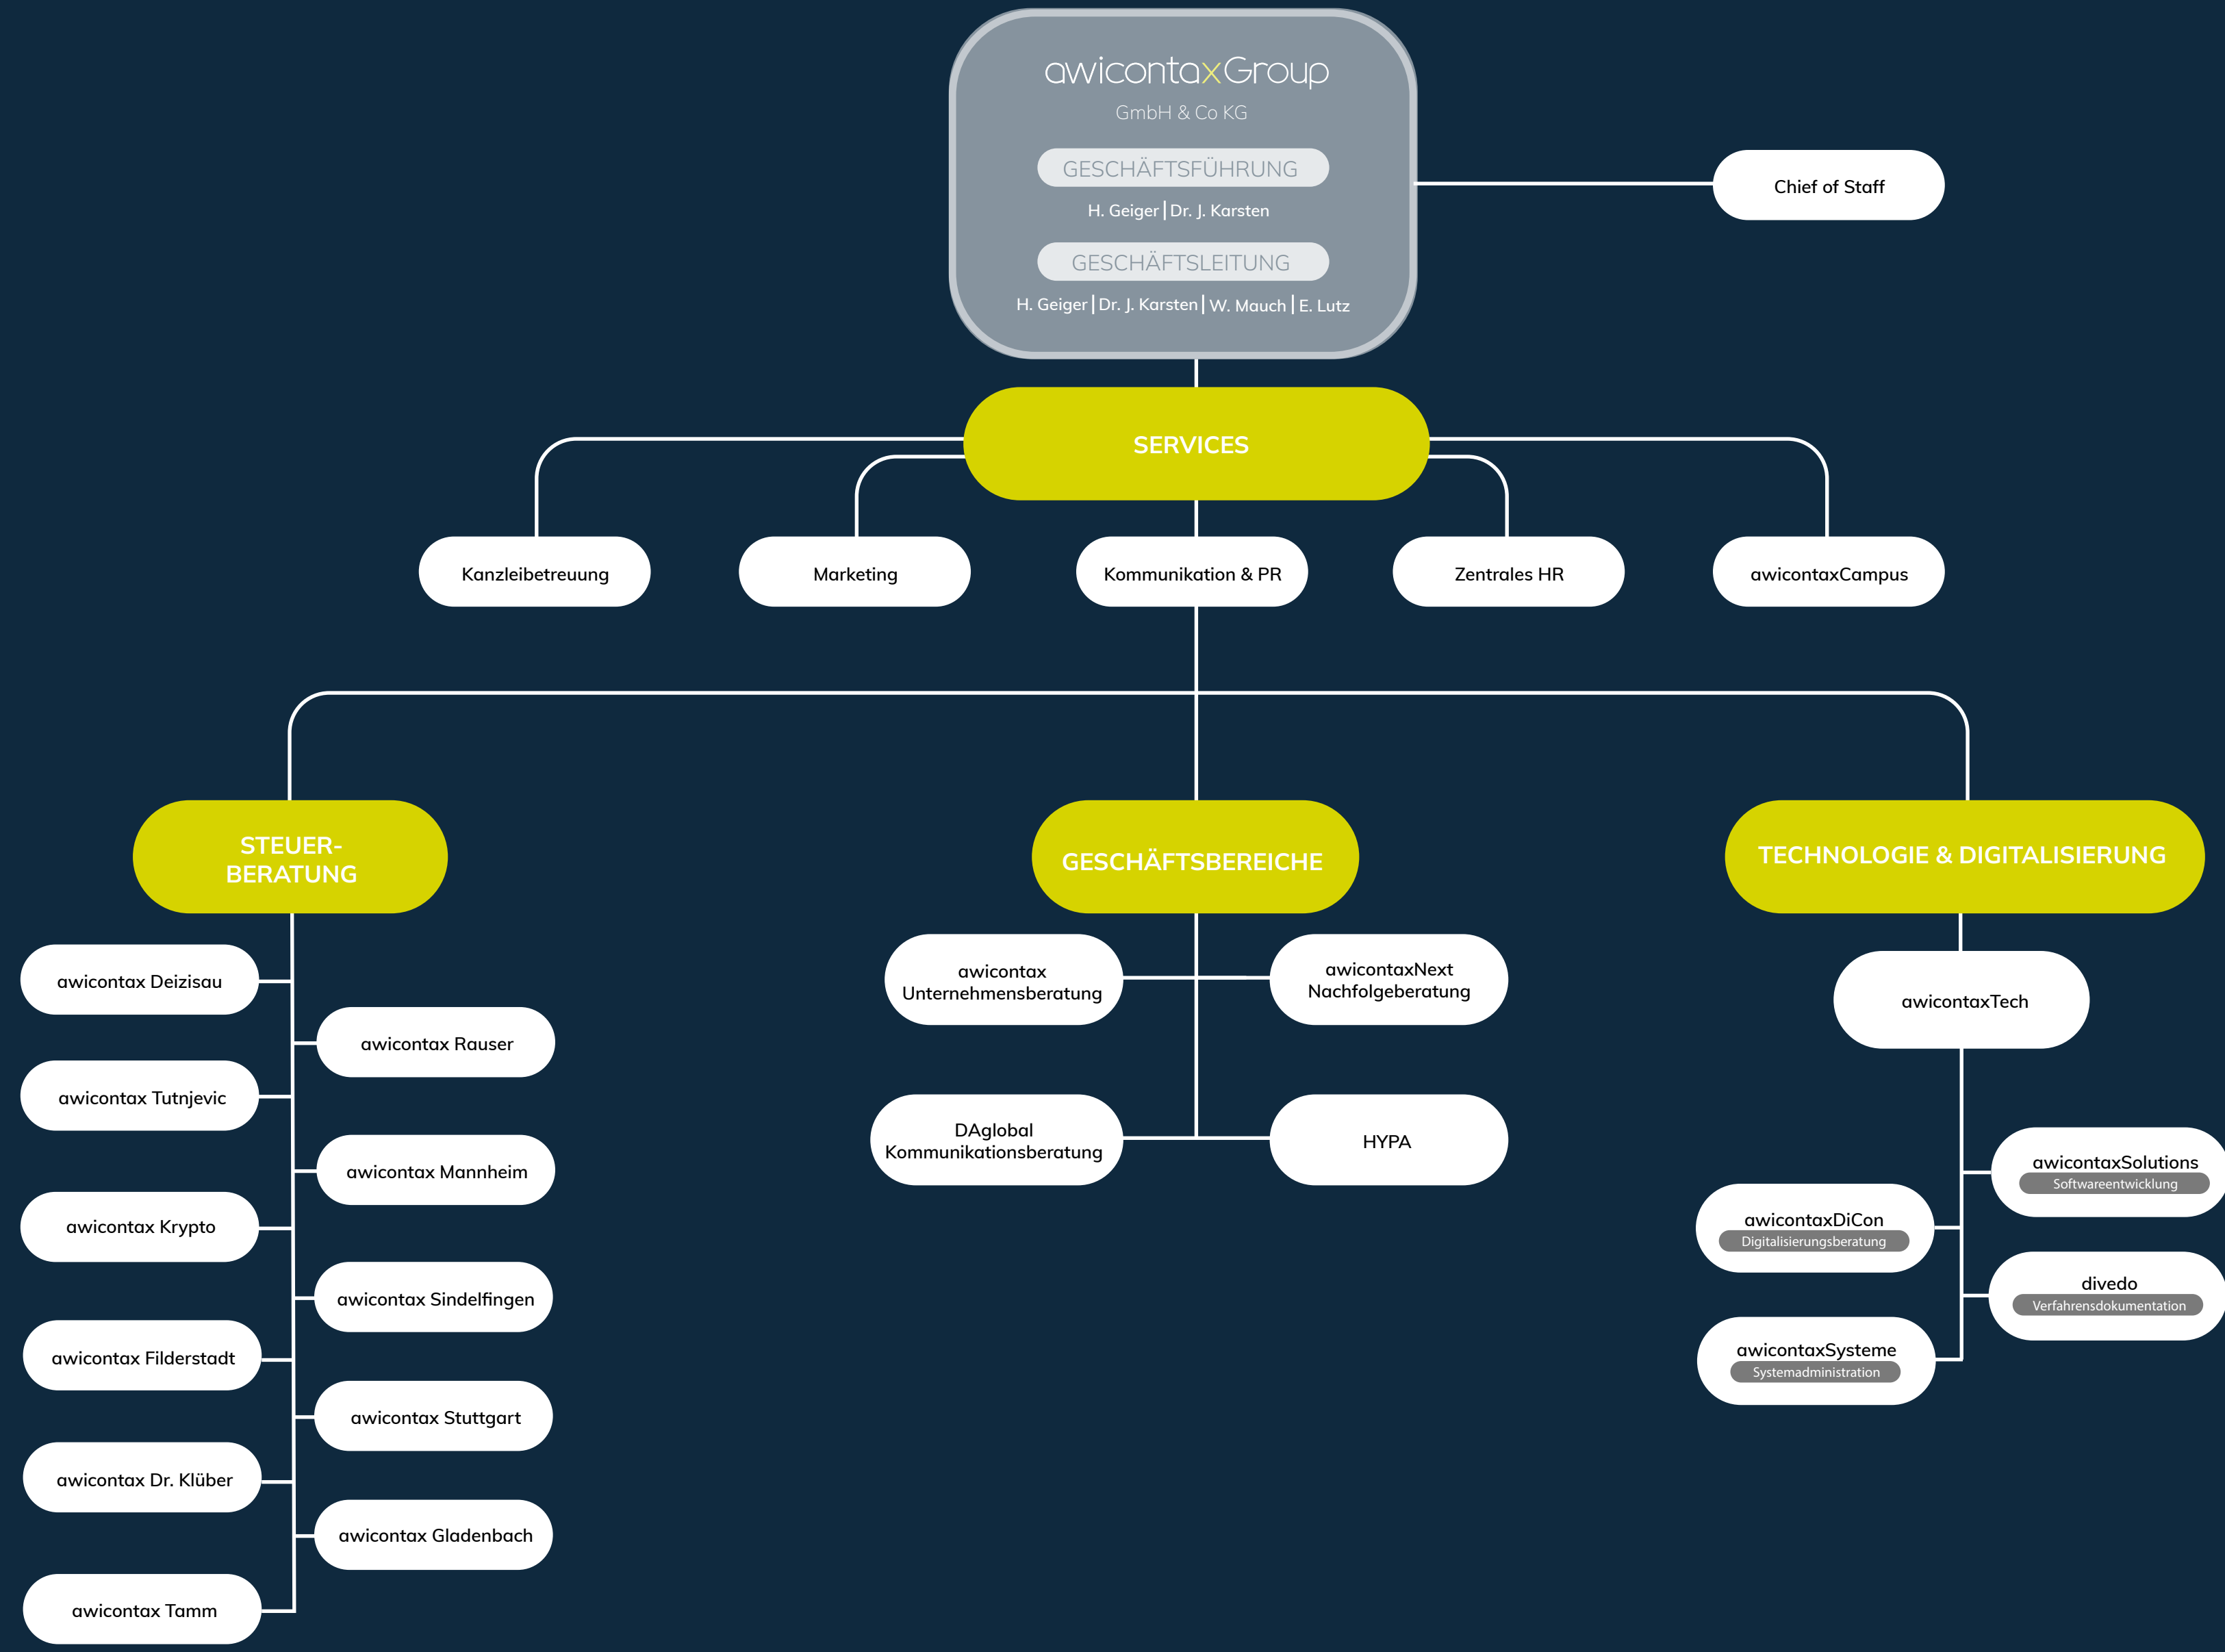 awicontaxGroup
GmbH & Co KG
GESCHÄFTSFÜHRUNG
H. Geiger | Dr. J. Karsten
GESCHÄFTSLEITUNG
H. Geiger | Dr. J. Karsten | W. Mauch | E. Lutz
Chief of Staff
SERVICES
Kanzleibetreuung
Marketing
Kommunikation & PR
Zentrales HR
awicontaxCampus
STEUER-
BERATUNG
awicontax Deizisau
awicontax Rauser
awicontax Tutnjevic
awicontax Mannheim
awicontax Krypto
awicontax Sindelfingen
awicontax Filderstadt
awicontax Stuttgart
awicontax Dr. Klüber
awicontax Gladenbach
awicontax Tamm
GESCHÄFTSBEREICHE
awicontax
Unternehmensberatung
awicontaxNext
Nachfolgeberatung
DAglobal
Kommunikationsberatung
HYPA
TECHNOLOGIE & DIGITALISIERUNG
awicontaxTech
awicontaxSolutions
Softwareentwicklung
awicontaxDiCon
Digitalisierungsberatung
divedo
Verfahrensdokumentation
awicontaxSysteme
Systemadministration